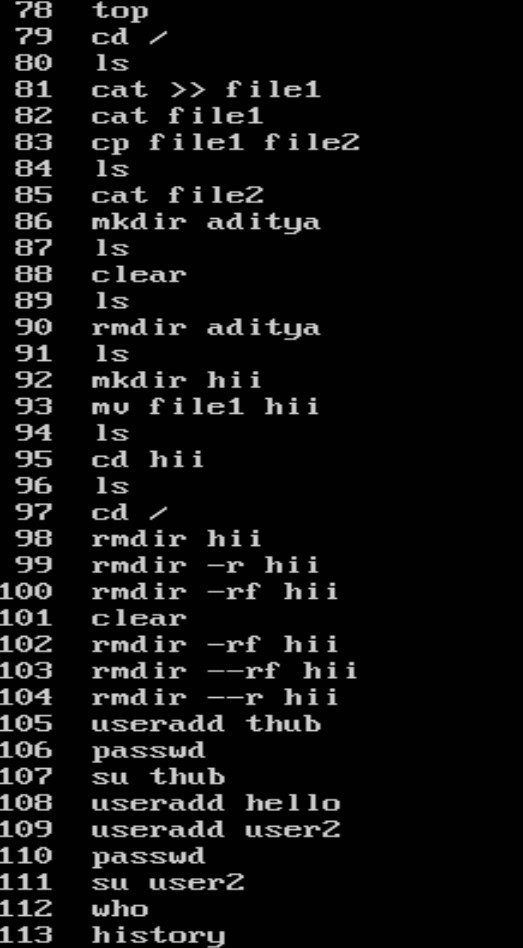 78 top
79 cd /
80 ls
81 cat >> file1
82 cat file1
83 cp file1 file2
84 ls
85 cat file2
86 mkdir aditya
87 ls
88 clear
89 ls
90 rmdir aditya
91 ls
92 mkdir hii
93 mv file1 hii
94 ls
95 cd hii
96 ls
97 cd /
98 rmdir hii
99 rmdir -r hii
100 rmdir -rf hii
101 clear
102 rmdir -rf hii
103 rmdir --rf hii
104 rmdir --r hii
105 useradd thub
106 passwd
107 su thub
108 useradd hello
109 useradd user2
110 passwd
111 su user2
112 who
113 history